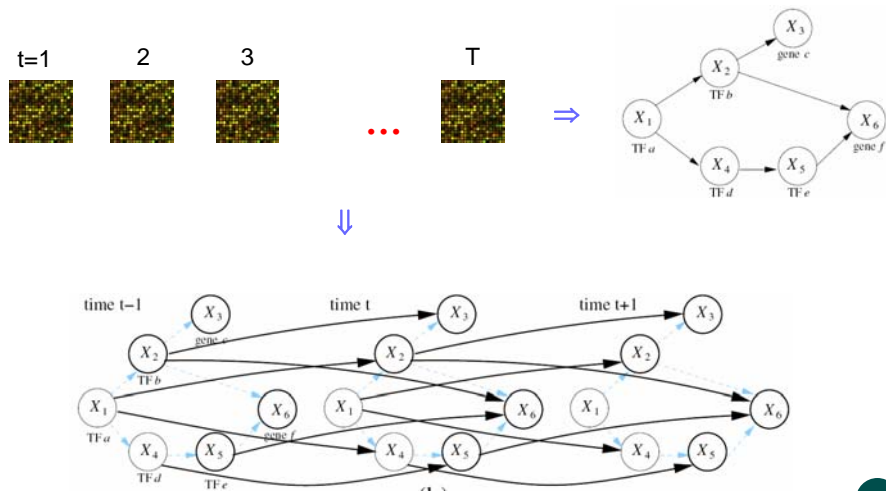 t=1 2 3 ... T ⇒
X₃
gene c
X₂
TF b
X₁
TF a
X₆
gene f
X₄
TF d
X₅
TF e
⇓
time t−1 time t time t+1
X₃ X₃ X₃
gene c
X₂ X₂ X₂
TF b
X₁ X₆ X₁ X₆ X₁ X₆
TF a gene f
X₄ X₅ X₄ X₅ X₄ X₅
TF d TF e